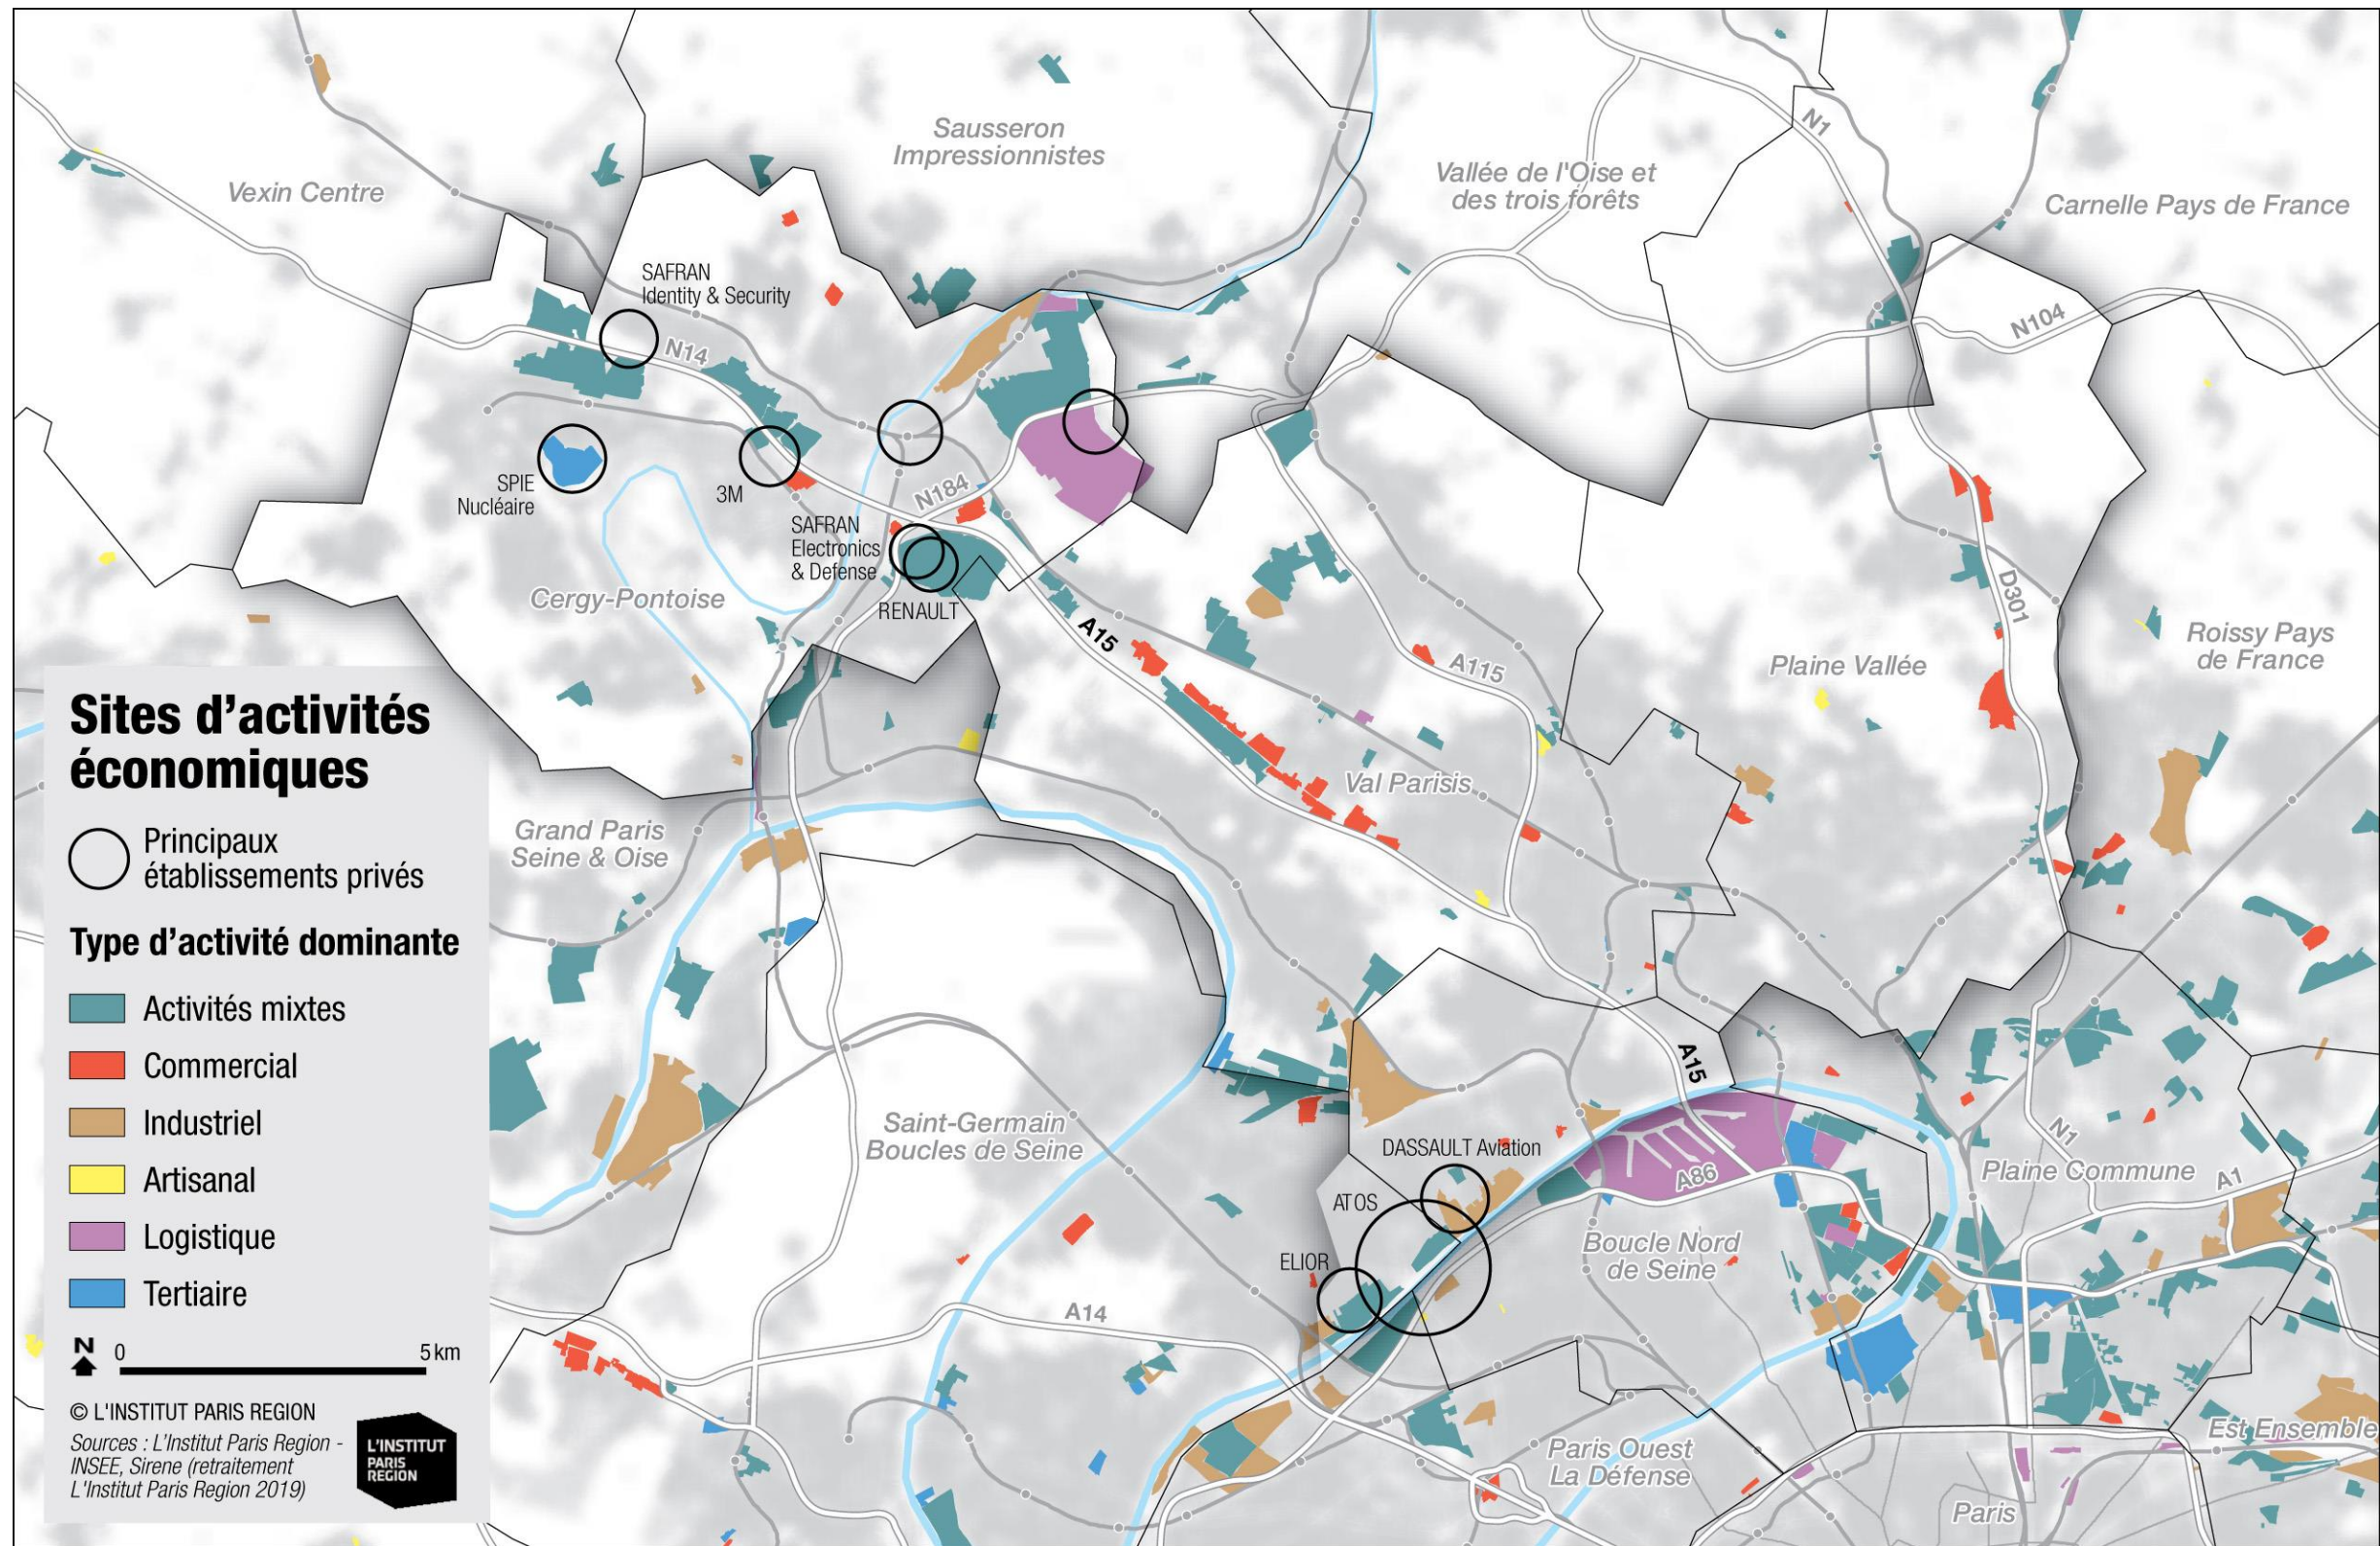 Sausseron
Impressionnistes
N1
Vallée de l'Oise et
des trois forêts
Vexin Centre
Carnelle Pays de France
SAFRAN
Identity & Security
N14
N104
SPIE
Nucléaire
3M
N184
SAFRAN
Electronics
& Defense
RENAULT
Cergy-Pontoise
A15
D301
A115
Plaine Vallée
Roissy Pays
de France
Val Parisis
Grand Paris
Seine & Oise
A15
Saint-Germain
Boucles de Seine
DASSAULT Aviation
ATOS
A86
ELIOR
Boucle Nord
de Seine
N1
Plaine Commune
A1
A14
Paris Ouest
La Défense
Est Ensemble
Paris
Sites d'activités
économiques
Principaux
établissements privés
Type d'activité dominante
Activités mixtes
Commercial
Industriel
Artisanal
Logistique
Tertiaire
N
0 5 km
© L'INSTITUT PARIS REGION
Sources : L'Institut Paris Region -
INSEE, Sirene (retraitement
L'Institut Paris Region 2019)
L'INSTITUT
PARIS
REGION